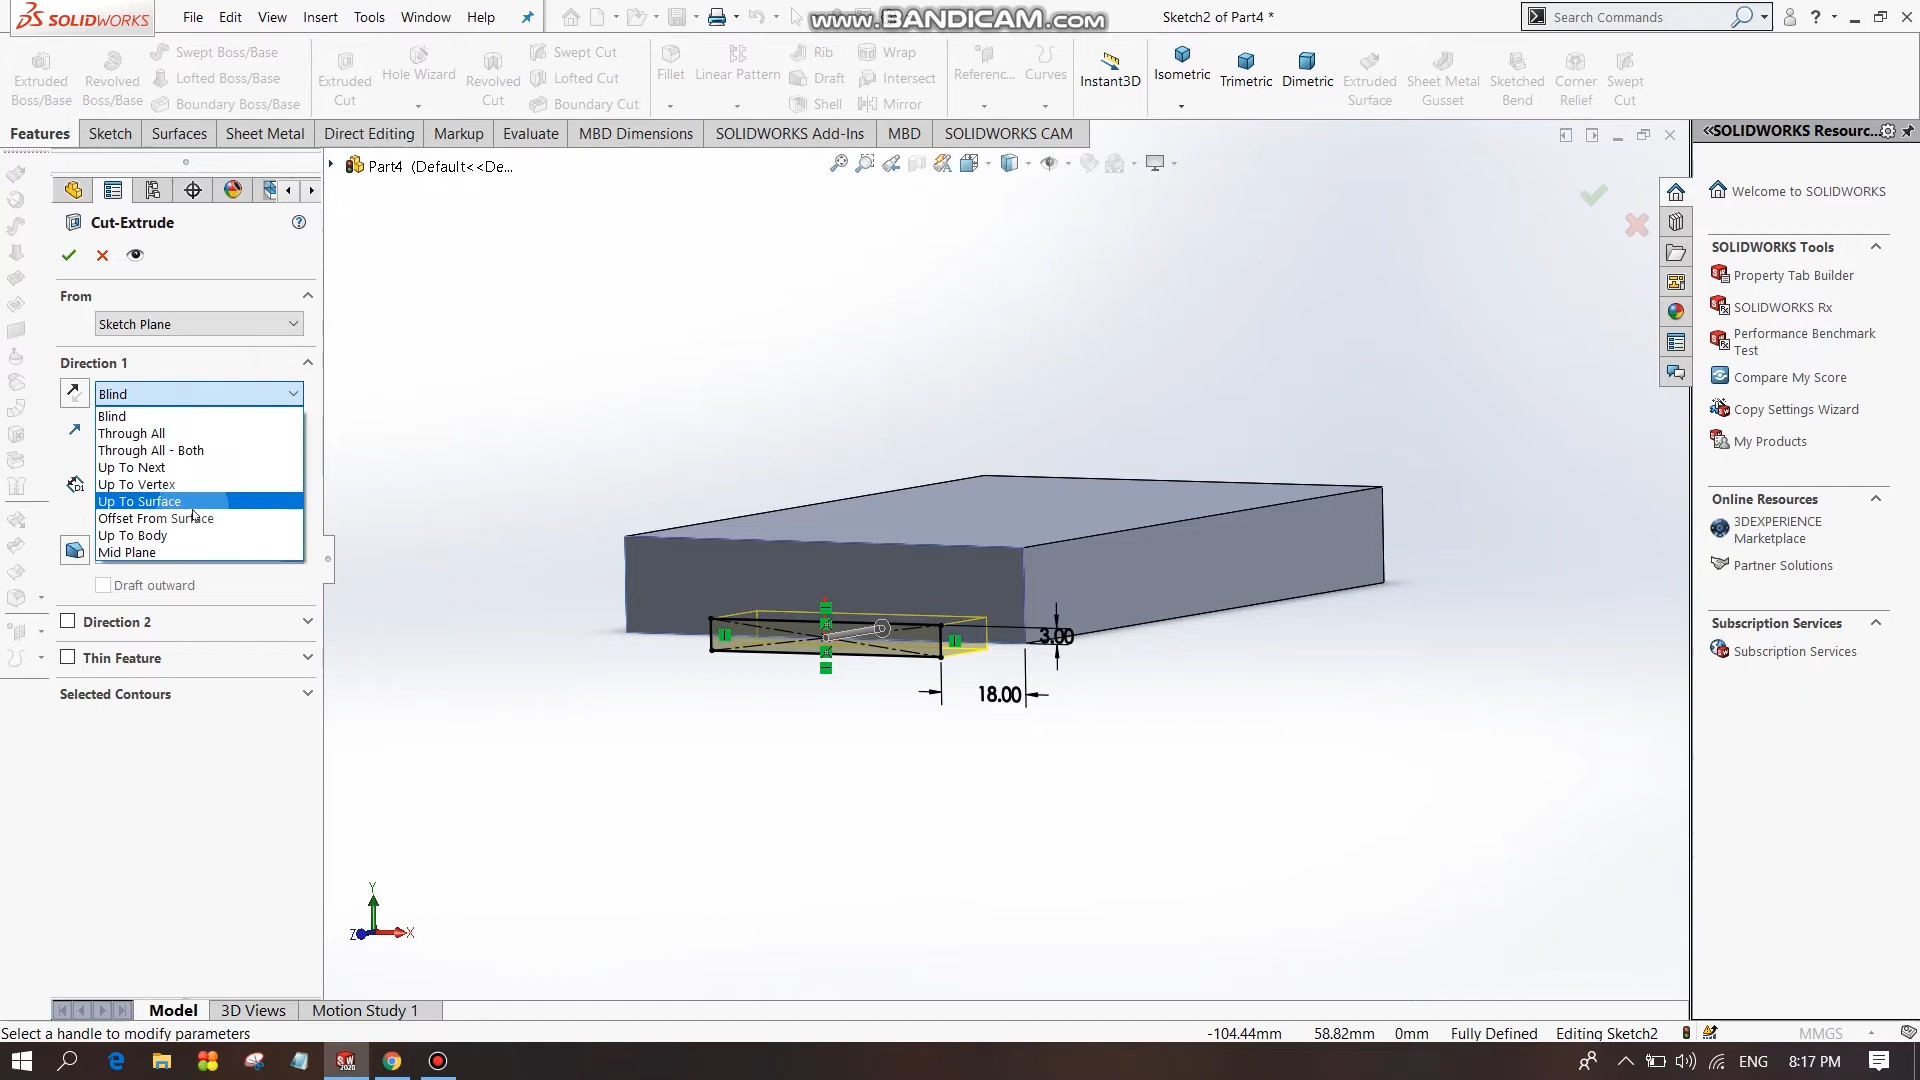 SOLIDWORKS
File Edit View Insert Tools Window Help
WWW.BANDICAM.COM
Sketch2 of Part4 *
Search Commands
Extruded Boss/Base
Revolved Boss/Base
Swept Boss/Base
Lofted Boss/Base
Boundary Boss/Base
Extruded Cut
Hole Wizard
Revolved Cut
Swept Cut
Lofted Cut
Boundary Cut
Fillet
Linear Pattern
Rib
Draft
Shell
Wrap
Intersect
Mirror
Referenc...
Curves
Instant3D
Isometric
Trimetric
Dimetric
Extruded Surface
Sheet Metal Gusset
Sketched Bend
Corner Relief
Swept Cut
Features Sketch Surfaces Sheet Metal Direct Editing Markup Evaluate MBD Dimensions SOLIDWORKS Add-Ins MBD SOLIDWORKS CAM
Part4 (Default<<De...
Cut-Extrude
From
Sketch Plane
Direction 1
Blind
Blind
Through All
Through All - Both
Up To Next
Up To Vertex
Up To Surface
Offset From Surface
Up To Body
Mid Plane
D1
Draft outward
Direction 2
Thin Feature
Selected Contours
3.00
18.00
Y
Z
X
SOLIDWORKS Resourc...
Welcome to SOLIDWORKS
SOLIDWORKS Tools
Property Tab Builder
SOLIDWORKS Rx
Performance Benchmark
Test
Compare My Score
Copy Settings Wizard
My Products
Online Resources
3DEXPERIENCE
Marketplace
Partner Solutions
Subscription Services
Subscription Services
Model 3D Views Motion Study 1
Select a handle to modify parameters
-104.44mm 58.82mm 0mm Fully Defined Editing Sketch2 MMGS
ENG 8:17 PM